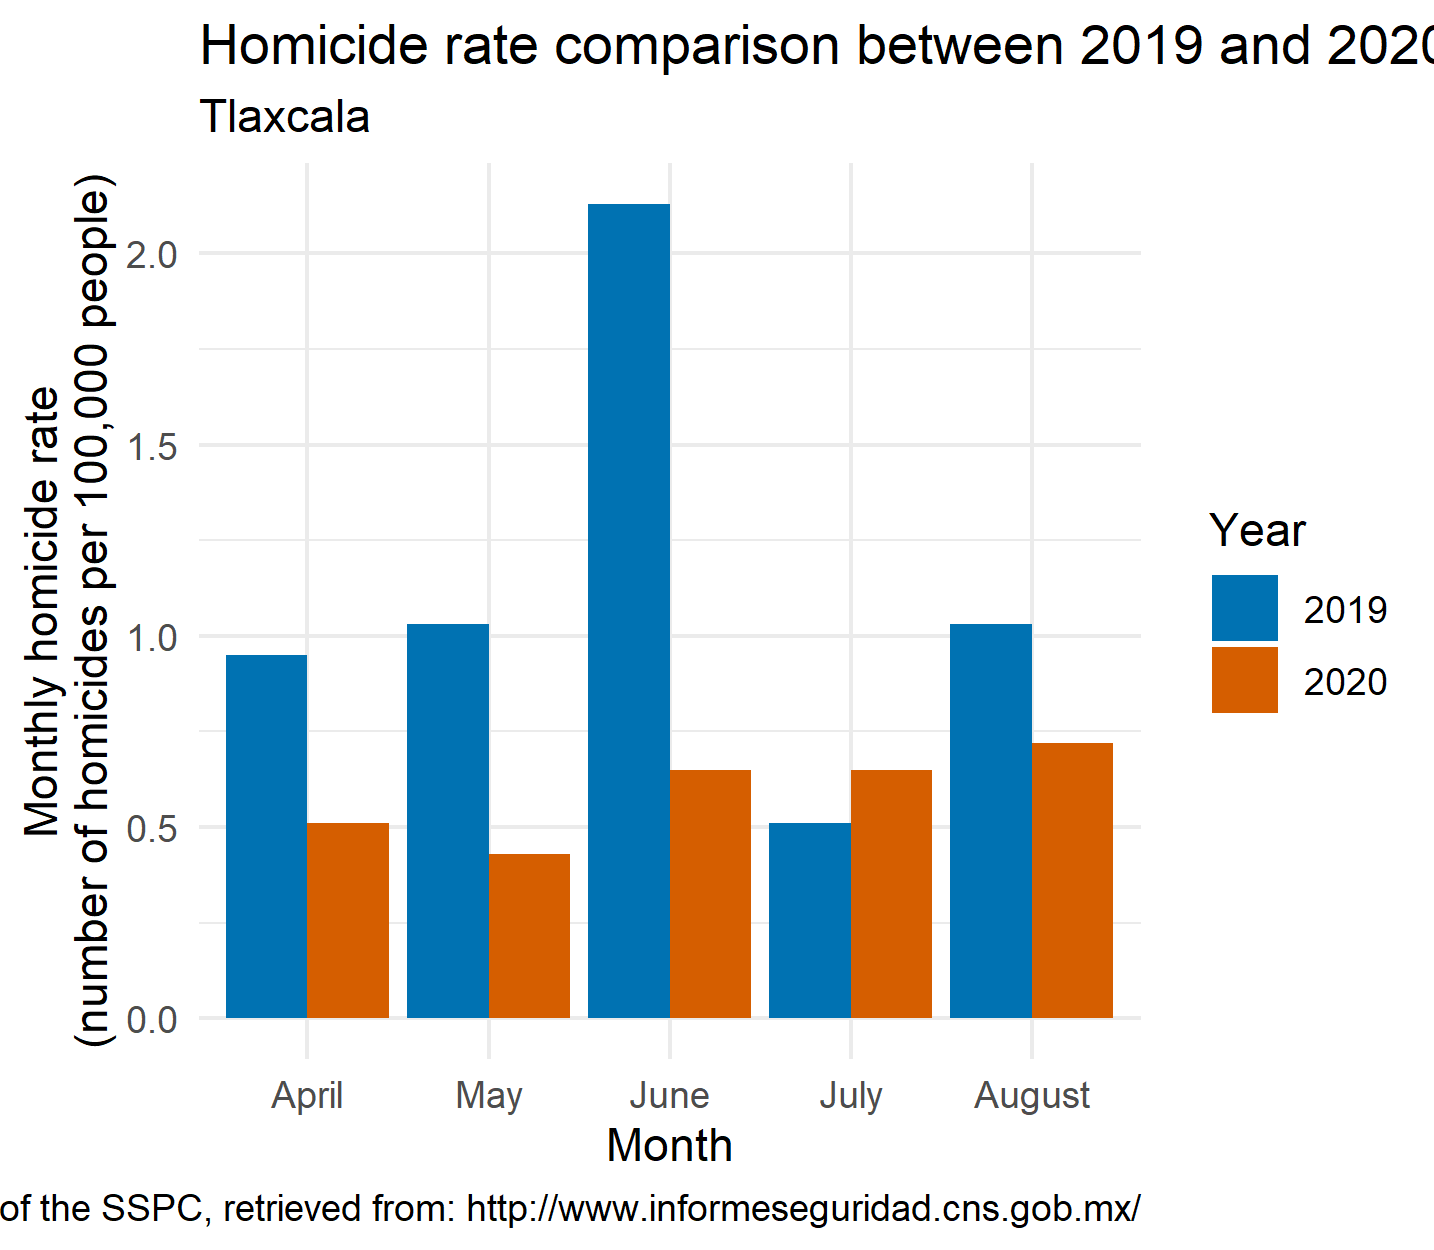 Homicide rate comparison between 2019 and 2020
Tlaxcala
Monthly homicide rate
(number of homicides per 100,000 people)
2.0
1.5
1.0
0.5
0.0
April May June July August
Month
Year
2019
2020
of the SSPC, retrieved from: http://www.informeseguridad.cns.gob.mx/